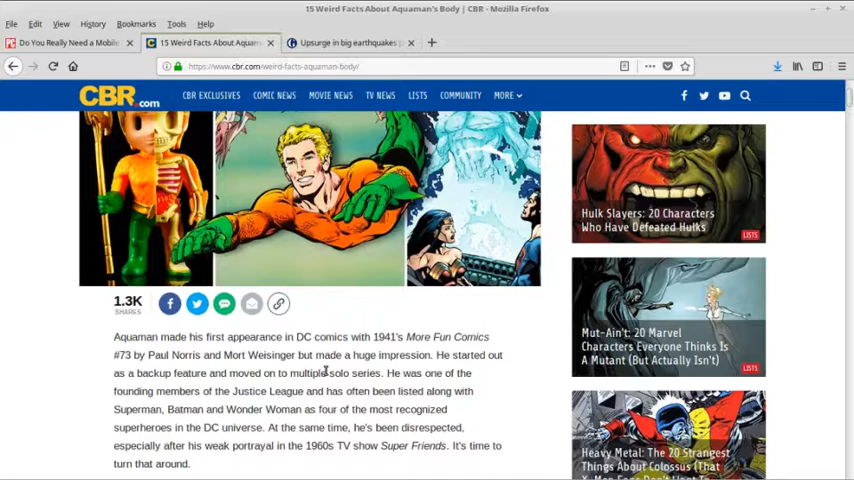 15 Weird Facts About Aquaman's Body | CBR - Mozilla Firefox
File Edit View History Bookmarks Tools Help
Do You Really Need a Mobile
15 Weird Facts About Aquaman
Upsurge in big earthquakes
https://www.cbr.com/weird-facts-aquaman-body/
CBR.com CBR EXCLUSIVES COMIC NEWS MOVIE NEWS TV NEWS LISTS COMMUNITY MORE
1.3K
SHARES
Aquaman made his first appearance in DC comics with 1941's More Fun Comics
#73 by Paul Norris and Mort Weisinger but made a huge impression. He started out
as a backup feature and moved on to multiple solo series. He was one of the
founding members of the Justice League and has often been listed along with
Superman, Batman and Wonder Woman as four of the most recognized
superheroes in the DC universe. At the same time, he's been disrespected,
especially after his weak portrayal in the 1960s TV show Super Friends. It's time to
turn that around.
Hulk Slayers: 20 Characters
Who Have Defeated Hulks
LISTS
Mut-Ain't: 20 Marvel
Characters Everyone Thinks Is
A Mutant (But Actually Isn't)
LISTS
Heavy Metal: The 20 Strangest
Things About Colossus (That